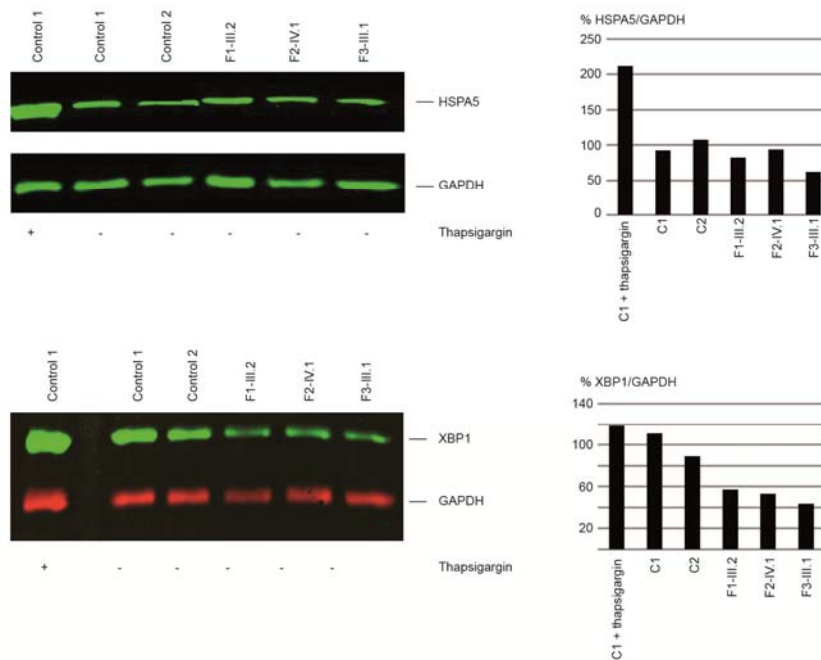 Control 1
Control 1
Control 2
F1-III.2
F2-IV.1
F3-III.1
HSPA5
GAPDH
+ - - - - - Thapsigargin
% HSPA5/GAPDH
250
200
150
100
50
0
C1 + thapsigargin
C1
C2
F1-III.2
F2-IV.1
F3-III.1
Control 1
Control 1
Control 2
F1-III.2
F2-IV.1
F3-III.1
XBP1
GAPDH
+ - - - - - Thapsigargin
% XBP1/GAPDH
140
100
60
20
C1 + thapsigargin
C1
C2
F1-III.2
F2-IV.1
F3-III.1